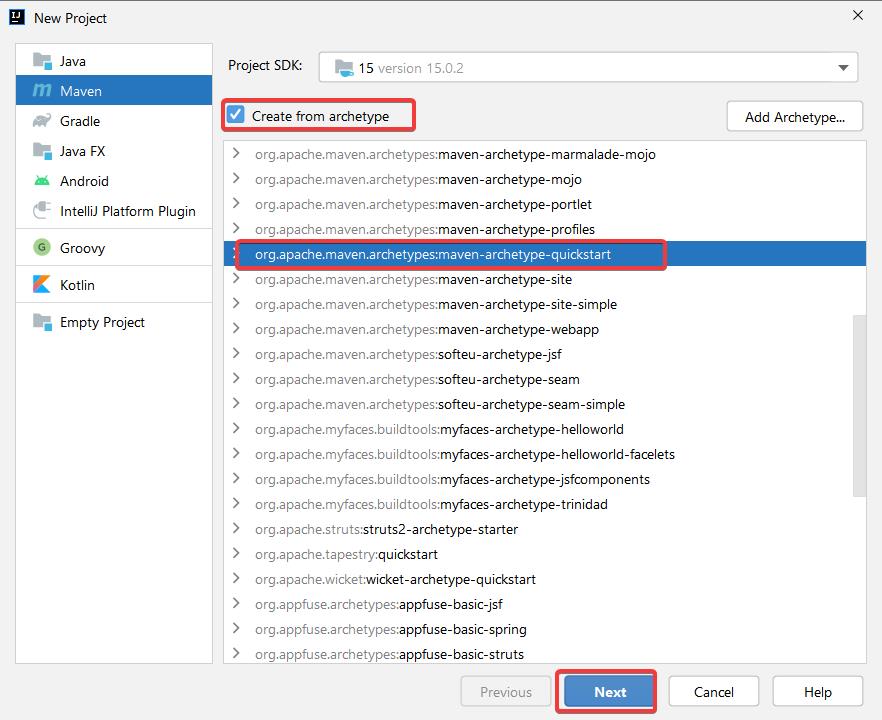 New Project
Java
Maven
Gradle
Java FX
Android
IntelliJ Platform Plugin
Groovy
Kotlin
Empty Project
Project SDK: 15 version 15.0.2
Create from archetype
Add Archetype...
org.apache.maven.archetypes:maven-archetype-marmalade-mojo
org.apache.maven.archetypes:maven-archetype-mojo
org.apache.maven.archetypes:maven-archetype-portlet
org.apache.maven.archetypes:maven-archetype-profiles
org.apache.maven.archetypes:maven-archetype-quickstart
org.apache.maven.archetypes:maven-archetype-site
org.apache.maven.archetypes:maven-archetype-site-simple
org.apache.maven.archetypes:maven-archetype-webapp
org.apache.maven.archetypes:softeu-archetype-jsf
org.apache.maven.archetypes:softeu-archetype-seam
org.apache.maven.archetypes:softeu-archetype-seam-simple
org.apache.myfaces.buildtools:myfaces-archetype-helloworld
org.apache.myfaces.buildtools:myfaces-archetype-helloworld-facelets
org.apache.myfaces.buildtools:myfaces-archetype-jsfcomponents
org.apache.myfaces.buildtools:myfaces-archetype-trinidad
org.apache.struts:struts2-archetype-starter
org.apache.tapestry:quickstart
org.apache.wicket:wicket-archetype-quickstart
org.appfuse.archetypes:appfuse-basic-jsf
org.appfuse.archetypes:appfuse-basic-spring
org.appfuse.archetypes:appfuse-basic-struts
Previous
Next
Cancel
Help